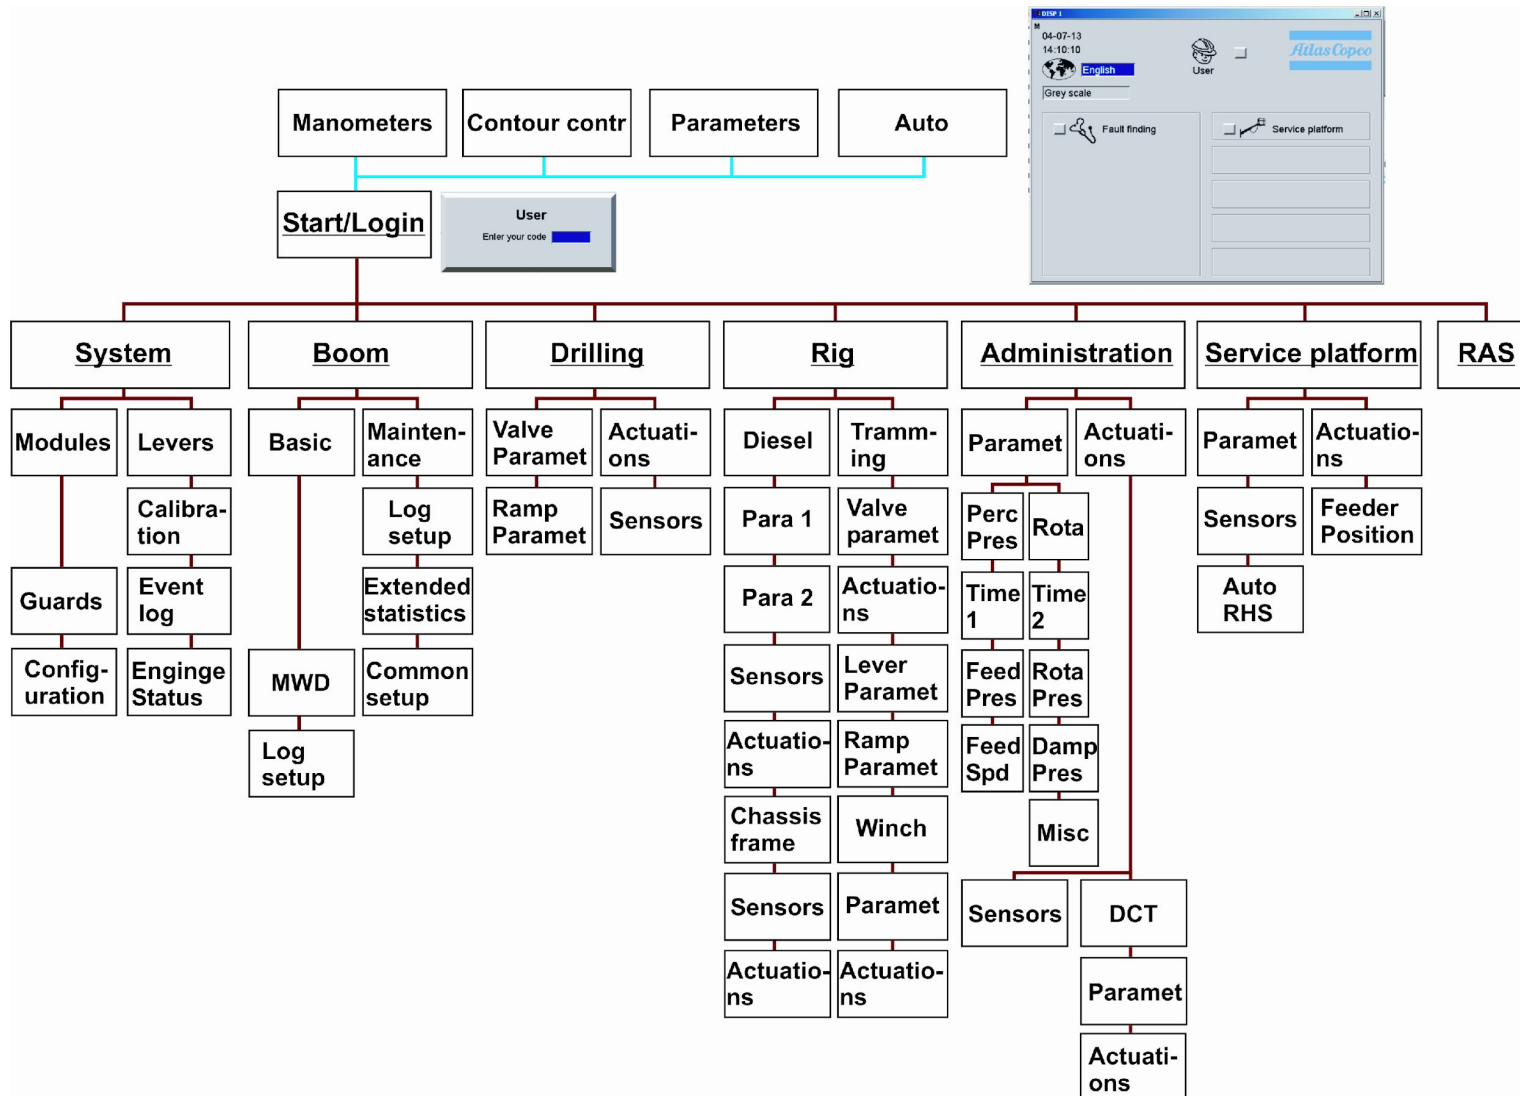 DISP 1
M
04-07-13
14:10:10
English
User
Atlas Copco
Grey scale
Fault finding
Service platform
Manometers
Contour contr
Parameters
Auto
Start/Login
User
Enter your code
System
Boom
Drilling
Rig
Administration
Service platform
RAS
Modules
Guards
Config-
uration
Levers
Calibra-
tion
Event
log
Enginge
Status
Basic
MWD
Log
setup
Mainten-
ance
Log
setup
Extended
statistics
Common
setup
Valve
Paramet
Ramp
Paramet
Actuati-
ons
Sensors
Diesel
Para 1
Para 2
Sensors
Actuatio-
ns
Chassis
frame
Sensors
Actuatio-
ns
Tramm-
ing
Valve
paramet
Actuatio-
ns
Lever
Paramet
Ramp
Paramet
Winch
Paramet
Actuatio-
ns
Paramet
Perc
Pres
Time
1
Feed
Pres
Feed
Spd
Rota
Time
2
Rota
Pres
Damp
Pres
Misc
Actuati-
ons
Sensors
DCT
Paramet
Actuati-
ons
Paramet
Sensors
Auto
RHS
Actuatio-
ns
Feeder
Position